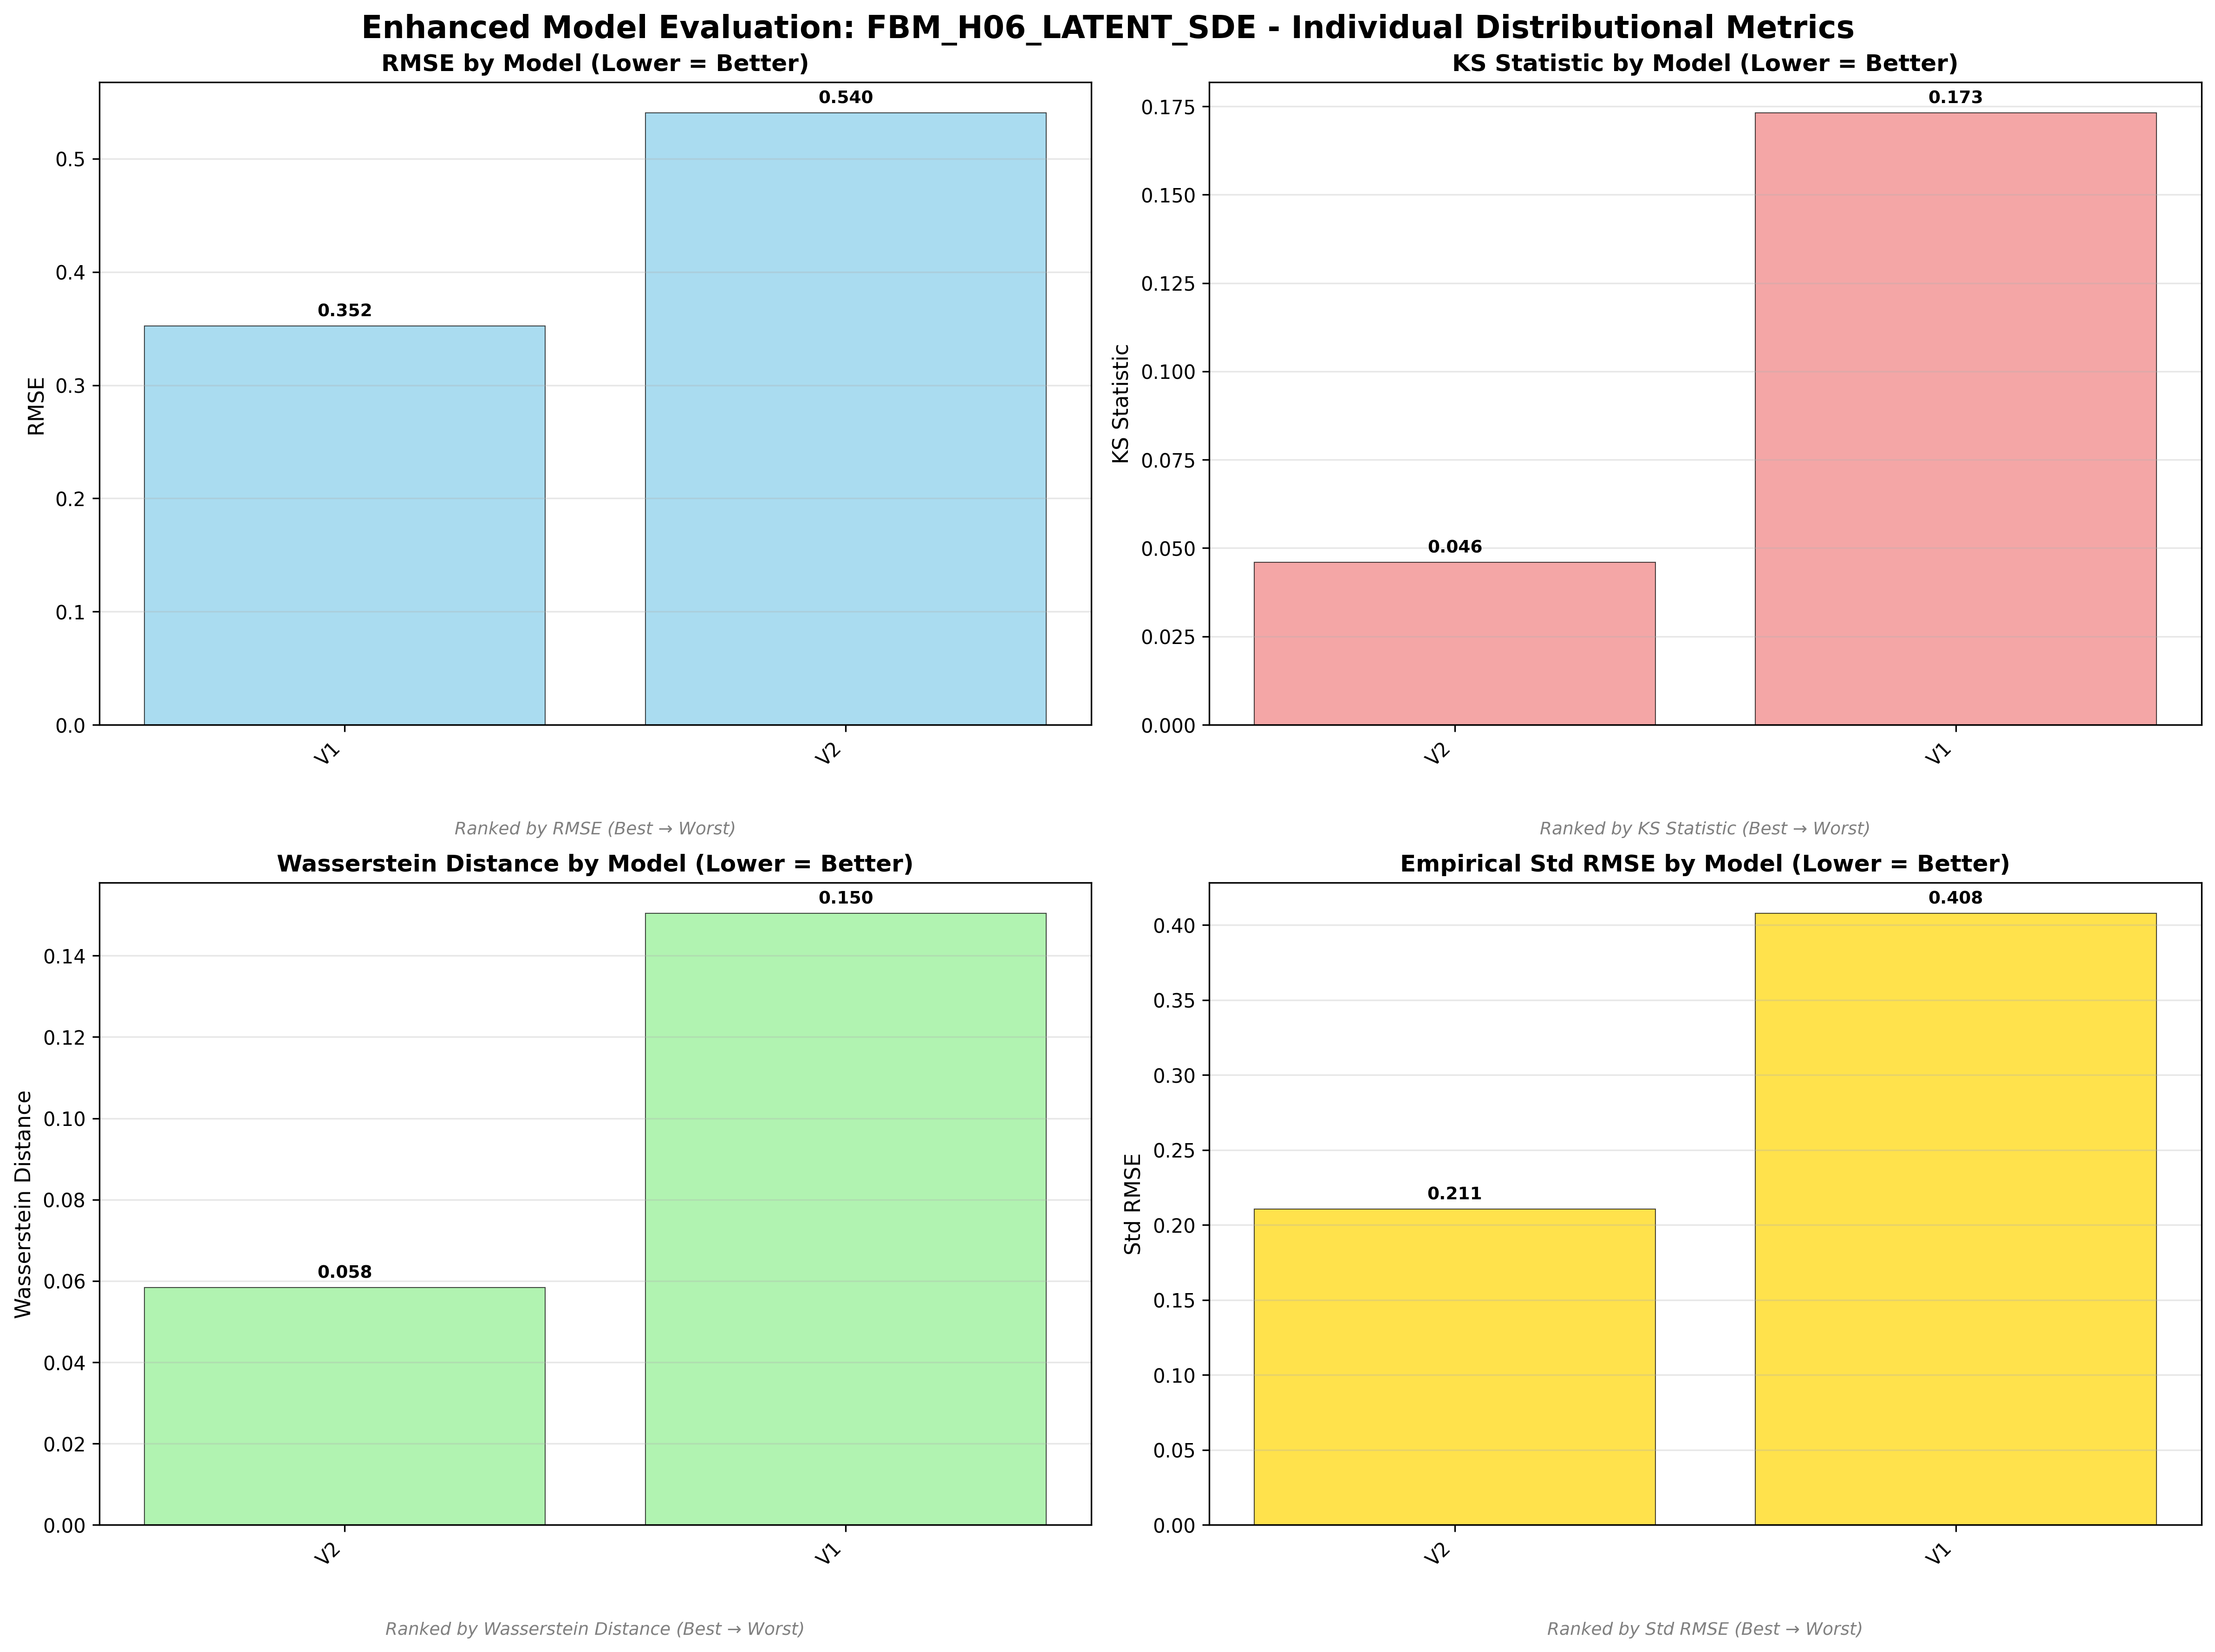 Enhanced Model Evaluation: FBM_H06_LATENT_SDE - Individual Distributional Metrics
RMSE by Model (Lower = Better)
0.540
0.352
0.5
0.4
0.3
0.2
0.1
0.0
RMSE
V1
V2
Ranked by RMSE (Best → Worst)
KS Statistic by Model (Lower = Better)
0.173
0.046
0.175
0.150
0.125
0.100
0.075
0.050
0.025
0.000
KS Statistic
V2
V1
Ranked by KS Statistic (Best → Worst)
Wasserstein Distance by Model (Lower = Better)
0.150
0.058
0.14
0.12
0.10
0.08
0.06
0.04
0.02
0.00
Wasserstein Distance
V2
V1
Ranked by Wasserstein Distance (Best → Worst)
Empirical Std RMSE by Model (Lower = Better)
0.408
0.211
0.40
0.35
0.30
0.25
0.20
0.15
0.10
0.05
0.00
Std RMSE
V2
V1
Ranked by Std RMSE (Best → Worst)